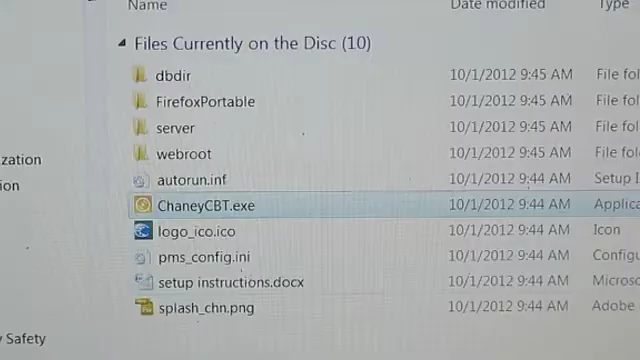 Name Date modified Type
Files Currently on the Disc (10)
dbdir 10/1/2012 9:45 AM File fol
FirefoxPortable 10/1/2012 9:45 AM File fol
server 10/1/2012 9:45 AM File fol
webroot 10/1/2012 9:45 AM File fol
zation autorun.inf 10/1/2012 9:44 AM Setup I
ion ChaneyCBT.exe 10/1/2012 9:44 AM Applica
logo_ico.ico 10/1/2012 9:44 AM Icon
pms_config.ini 10/1/2012 9:44 AM Configu
setup instructions.docx 10/1/2012 9:44 AM Micros
splash_chn.png 10/1/2012 9:44 AM Adobe
y Safety